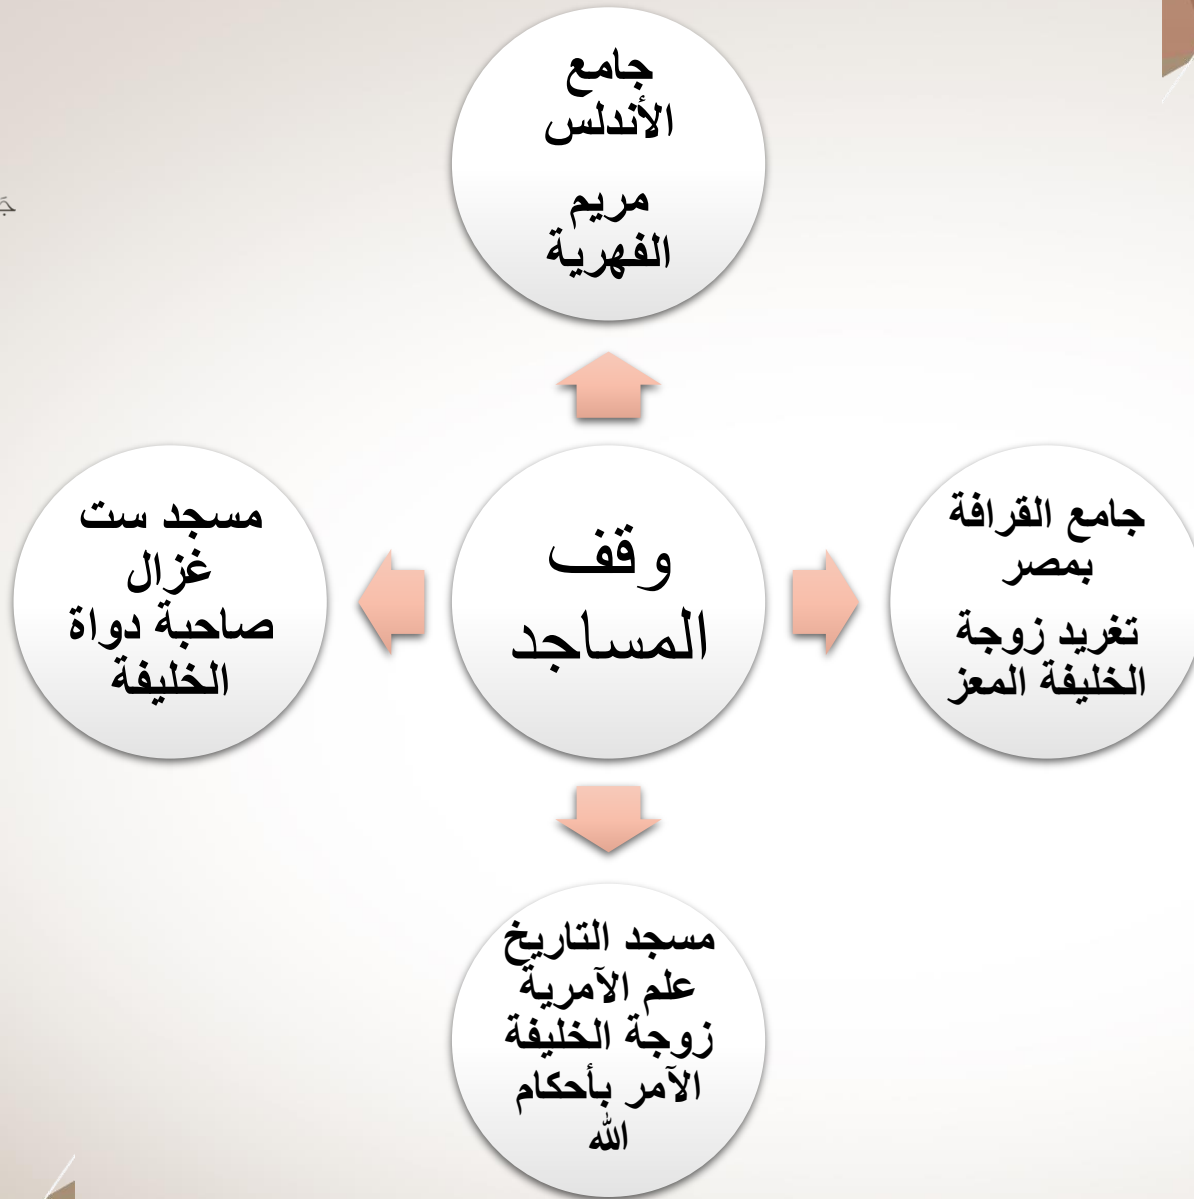 جامع
الأندلس
مريم
الفهرية
وقف
المساجد
جامع القرافة
بمصر
تغريد زوجة
الخليفة المعز
مسجد ست
غزال
صاحبة دواة
الخليفة
مسجد التاريخ
علم الآمرية
زوجة الخليفة
الآمر بأحكام
الله